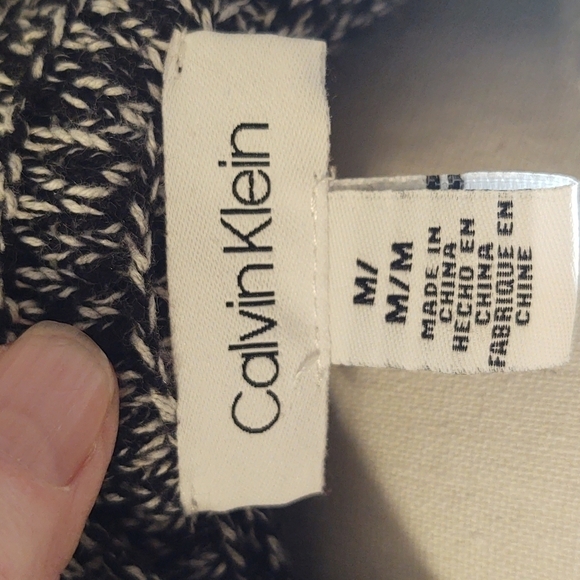 Calvin Klein
M/
M/M
MADE IN
CHINA
HECHO EN
CHINA
FABRIQUE EN
CHINE